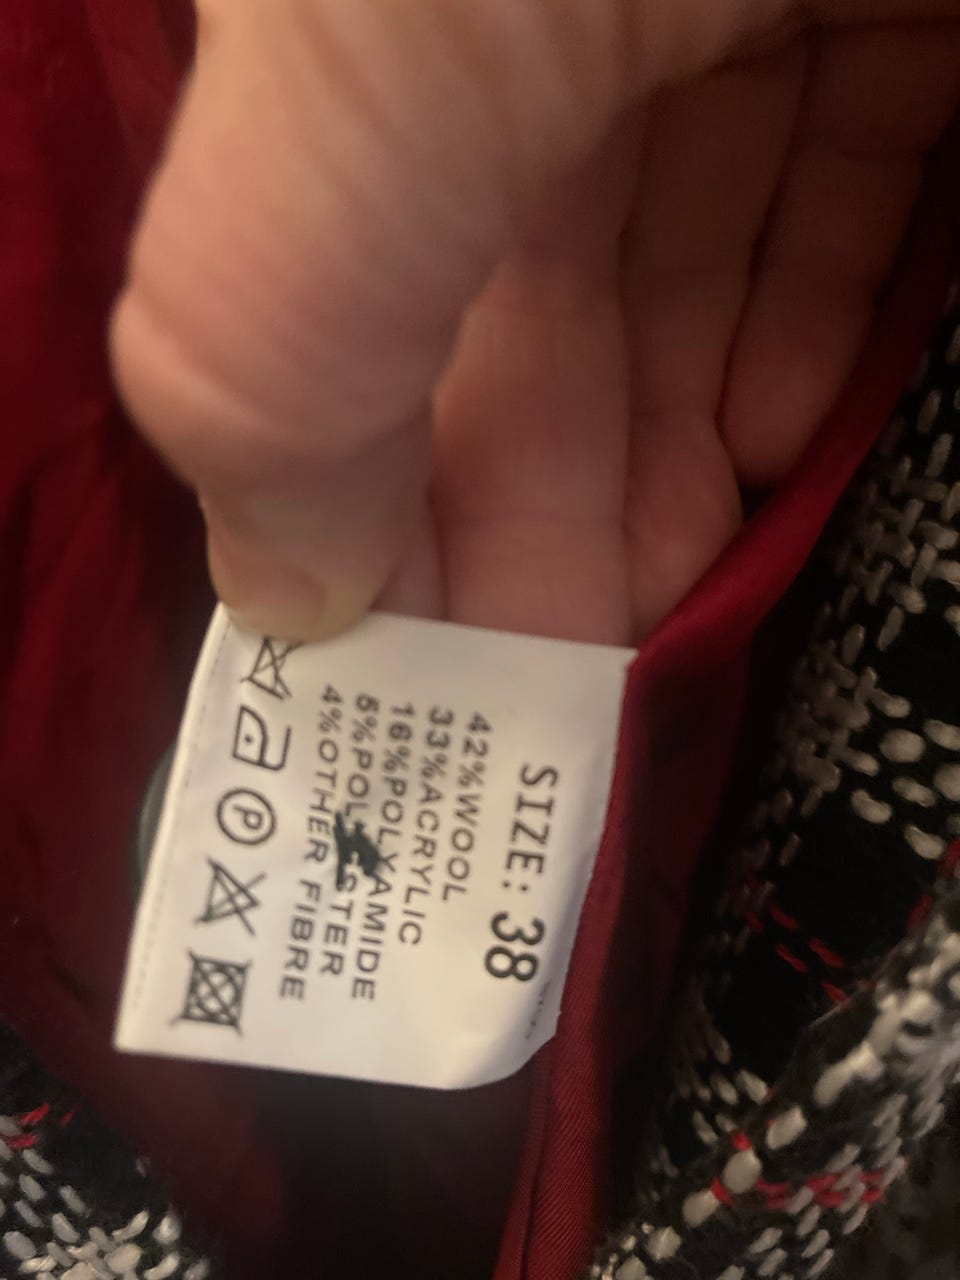 SIZE: 38
42%WOOL
33%ACRYLIC
16%POLYAMIDE
5%POLYESTER
4%OTHER FIBRE
P